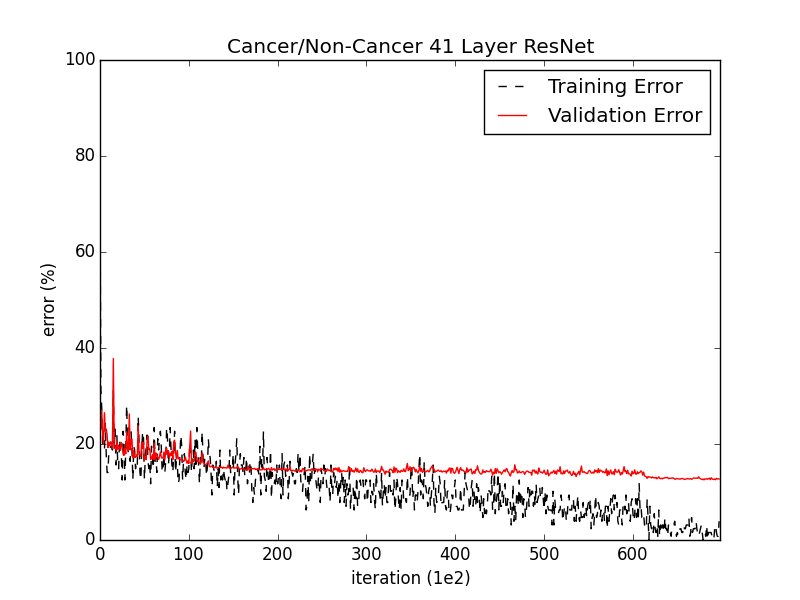 Cancer/Non-Cancer 41 Layer ResNet
100
80
60
40
20
0
error (%)
Training Error
Validation Error
0 100 200 300 400 500 600
iteration (1e2)